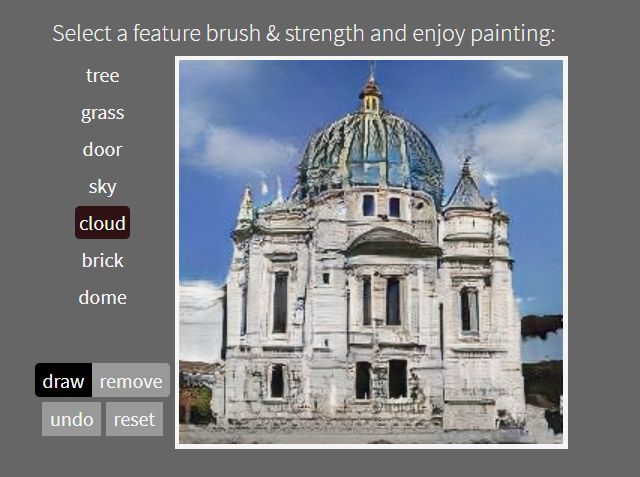 Select a feature brush & strength and enjoy painting:
tree
grass
door
sky
cloud
brick
dome
draw remove
undo reset